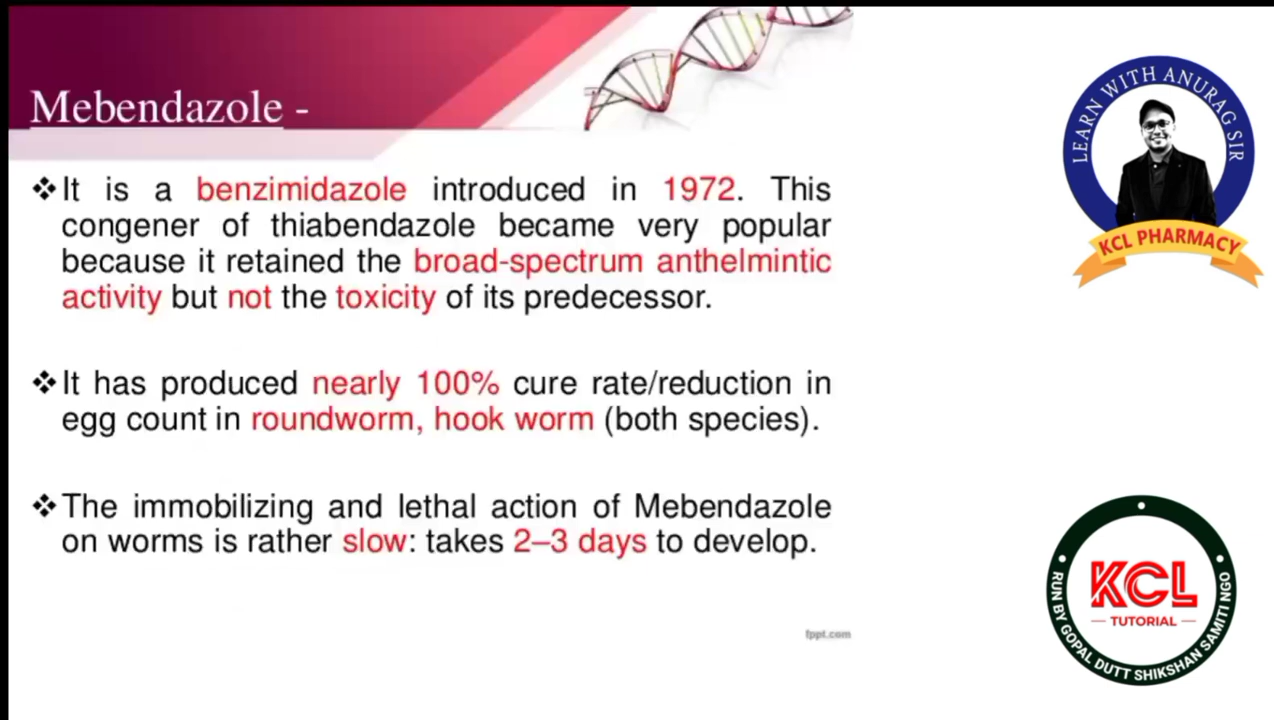 Mebendazole -
❖It is a benzimidazole introduced in 1972. This
congener of thiabendazole became very popular
because it retained the broad-spectrum anthelmintic
activity but not the toxicity of its predecessor.
❖It has produced nearly 100% cure rate/reduction in
egg count in roundworm, hook worm (both species).
❖The immobilizing and lethal action of Mebendazole
on worms is rather slow: takes 2–3 days to develop.
fppt.com
LEARN WITH ANURAG SIR
KCL PHARMACY
KCL
TUTORIAL
RUN BY GOPAL DUTT SHIKSHAN SAMITI NGO